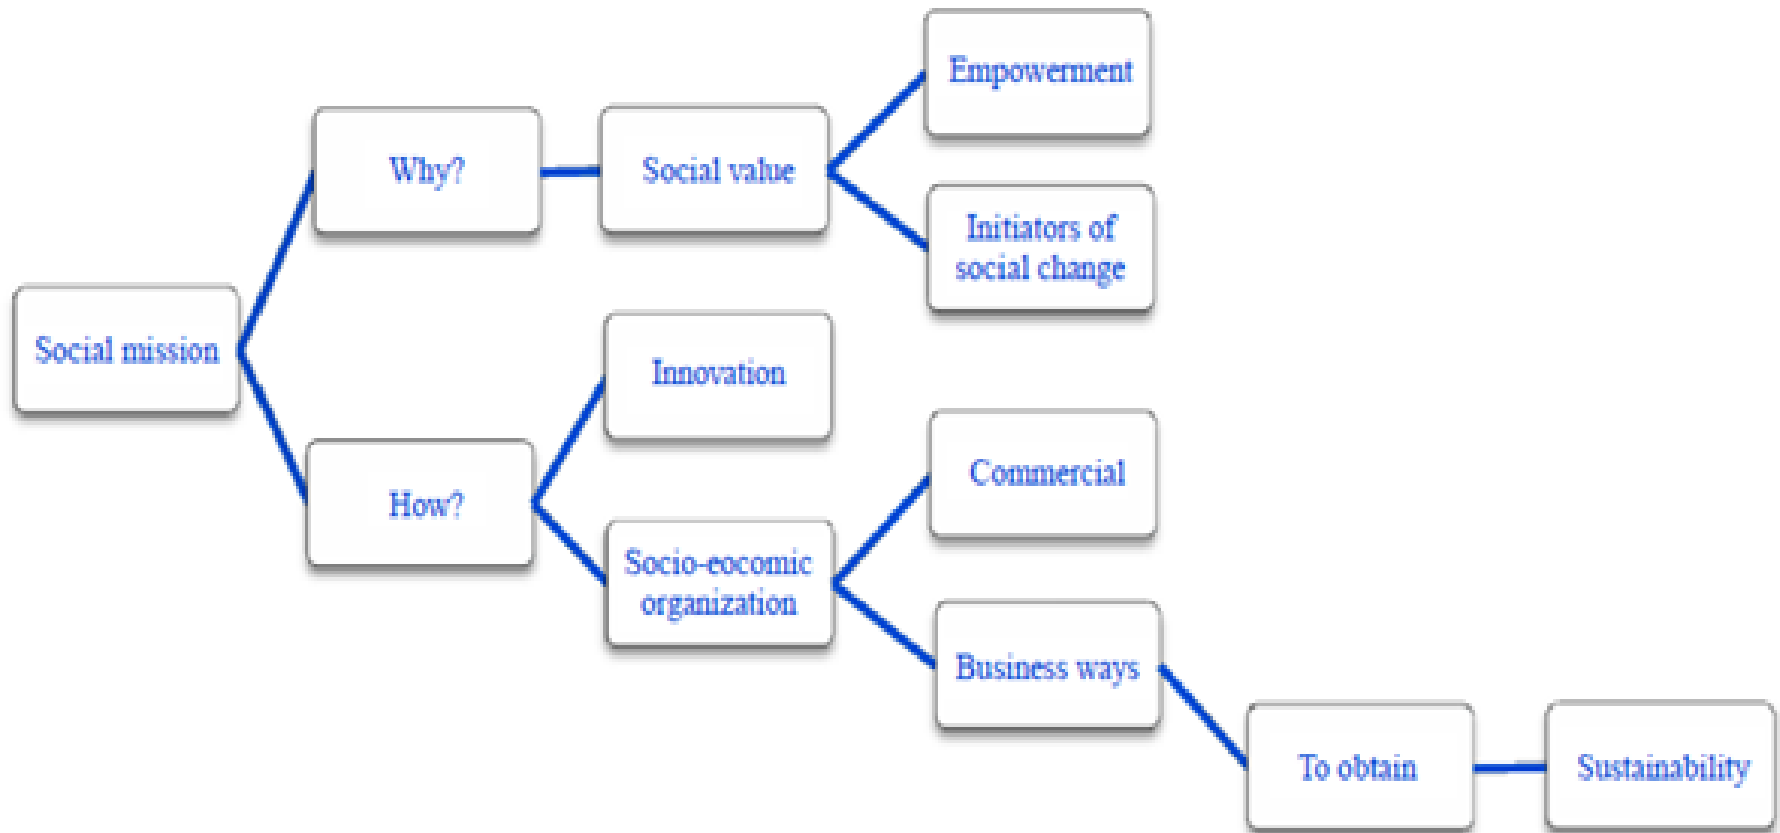 Empowerment
Why?
Social value
Initiators of
social change
Social mission
Innovation
How?
Commercial
Socio-eocomic
organization
Business ways
To obtain
Sustainability